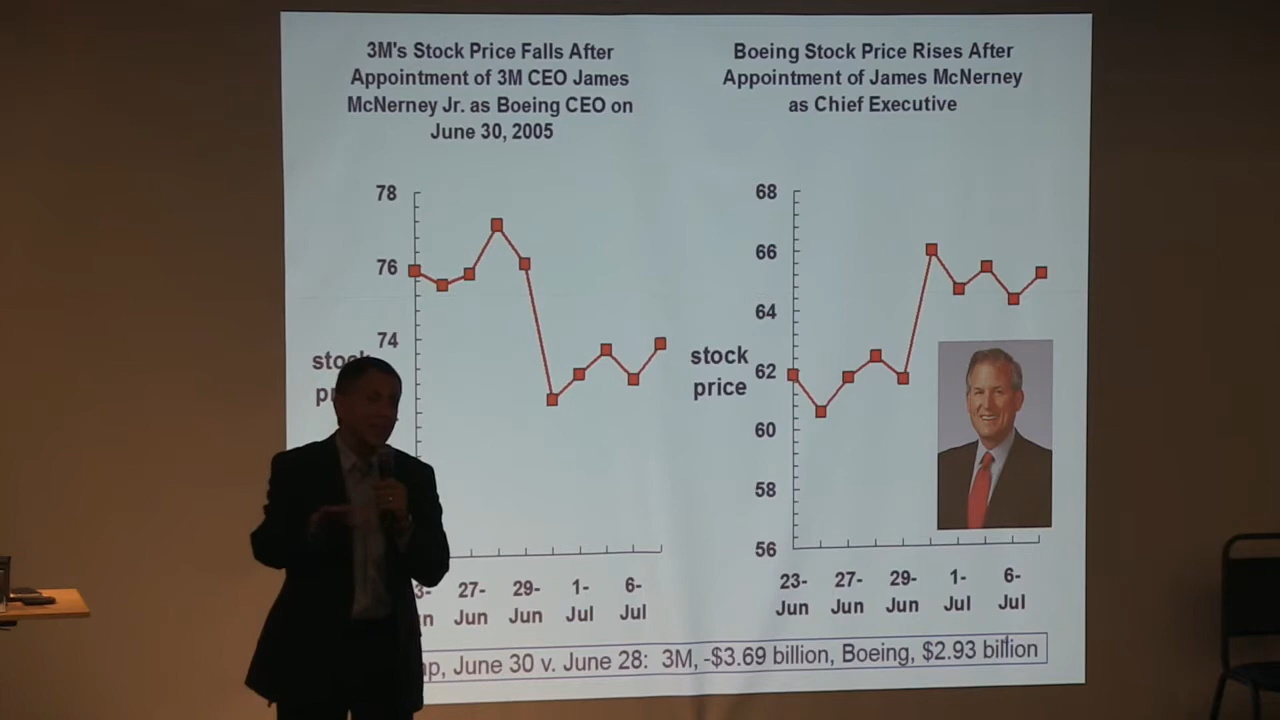 3M's Stock Price Falls After
Appointment of 3M CEO James
McNerney Jr. as Boeing CEO on
June 30, 2005
78
76
74
27-
Jun
29-
Jun
1-
Jul
6-
Jul
Boeing Stock Price Rises After
Appointment of James McNerney
as Chief Executive
68
66
64
62
60
58
56
stock
price
23-
Jun
27-
Jun
29-
Jun
1-
Jul
6-
Jul
June 30 v. June 28: 3M, -$3.69 billion, Boeing, $2.93 billion